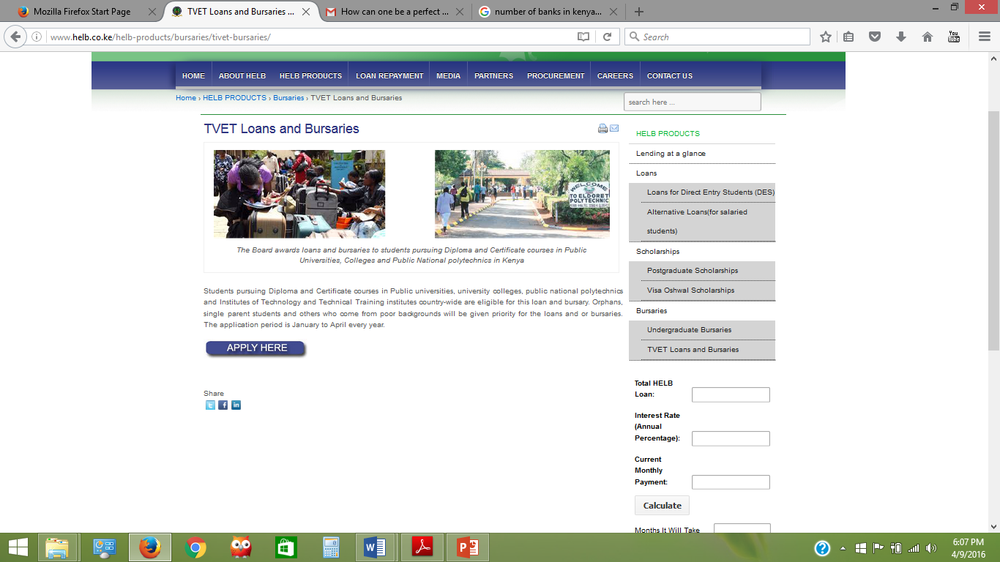 Mozilla Firefox Start Page
TVET Loans and Bursaries ...
How can one be a perfect ...
number of banks in kenya...
www.helb.co.ke/helb-products/bursaries/tivet-bursaries/
Search
You
Tube
HOME
ABOUT HELB
HELB PRODUCTS
LOAN REPAYMENT
MEDIA
PARTNERS
PROCUREMENT
CAREERS
CONTACT US
Home › HELB PRODUCTS › Bursaries › TVET Loans and Bursaries
search here ...
TVET Loans and Bursaries
WELCOME
TO ELDORET
POLYTECHNIC
The Board awards loans and bursaries to students pursuing Diploma and Certificate courses in Public
Universities, Colleges and Public National polytechnics in Kenya
Students pursuing Diploma and Certificate courses in Public universities, university colleges, public national polytechnics
and Institutes of Technology and Technical Training institutes country-wide are eligible for this loan and bursary. Orphans,
single parent students and others who come from poor backgrounds will be given priority for the loans and or bursaries.
The application period is January to April every year.
APPLY HERE
Share
HELB PRODUCTS
Lending at a glance
Loans
Loans for Direct Entry Students (DES)
Alternative Loans(for salaried
students)
Scholarships
Postgraduate Scholarships
Visa Oshwal Scholarships
Bursaries
Undergraduate Bursaries
TVET Loans and Bursaries
Total HELB
Loan:
Interest Rate
(Annual
Percentage):
Current
Monthly
Payment:
Calculate
Months It Will Take
6:07 PM
4/9/2016